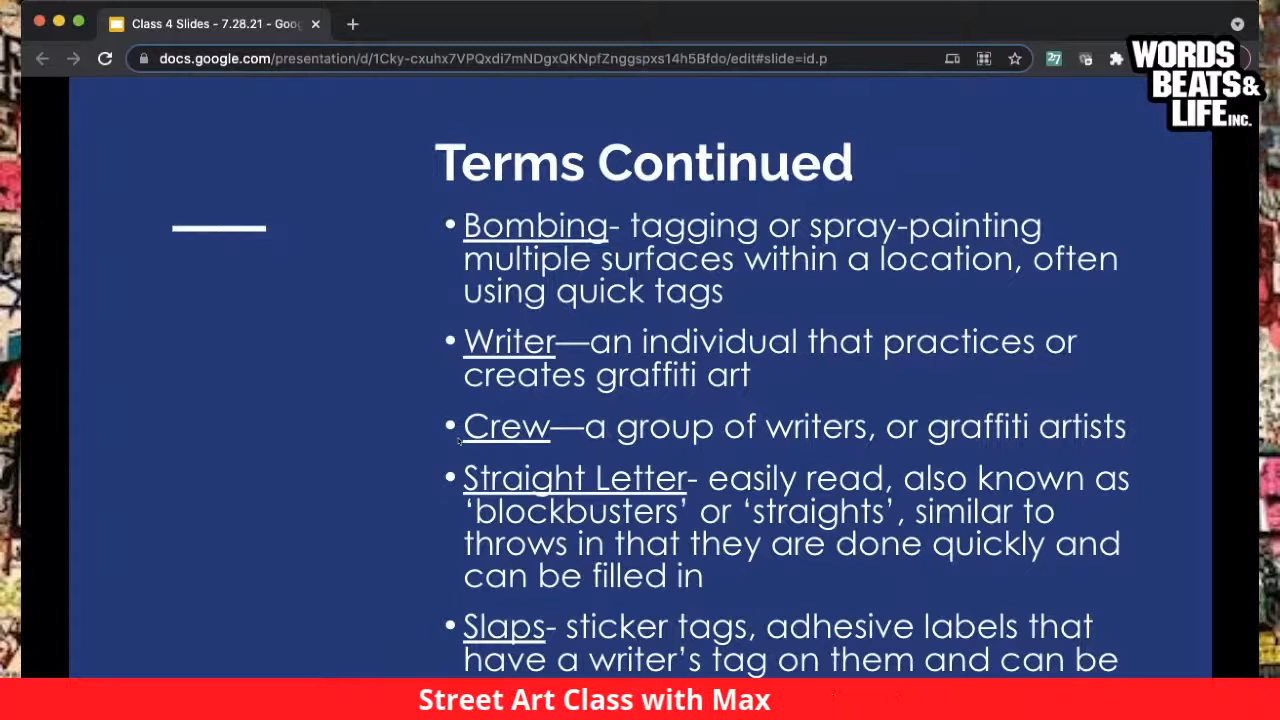 Class 4 Slides - 7.28.21 - Goo
docs.google.com/presentation/d/1Cky-cxuhx7VPQxdi7mNDgxQKNpfZnggspxs14h5Bfdo/edit#slide=id.p
27
WORDS
BEATS &
LIFE INC.
Terms Continued
• Bombing- tagging or spray-painting
multiple surfaces within a location, often
using quick tags
• Writer—an individual that practices or
creates graffiti art
• Crew—a group of writers, or graffiti artists
• Straight Letter- easily read, also known as
‘blockbusters’ or ‘straights’, similar to
throws in that they are done quickly and
can be filled in
• Slaps- sticker tags, adhesive labels that
have a writer’s tag on them and can be
Street Art Class with Max